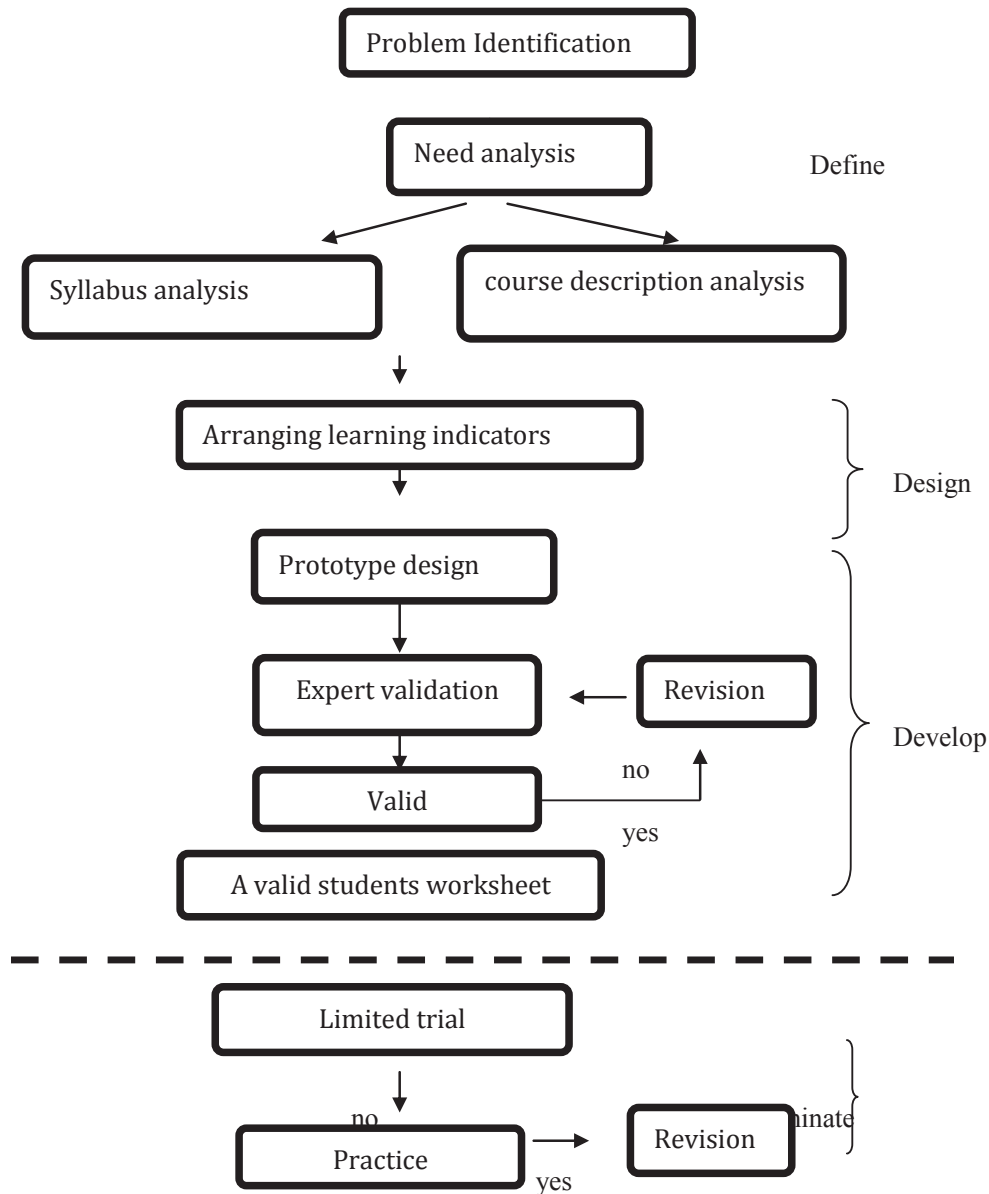 Problem Identification
Need analysis
Define
Syllabus analysis
course description analysis
Arranging learning indicators
Design
Prototype design
Expert validation
Revision
Develop
no
Valid
yes
A valid students worksheet
Limited trial
no
Revision
Practice
yes